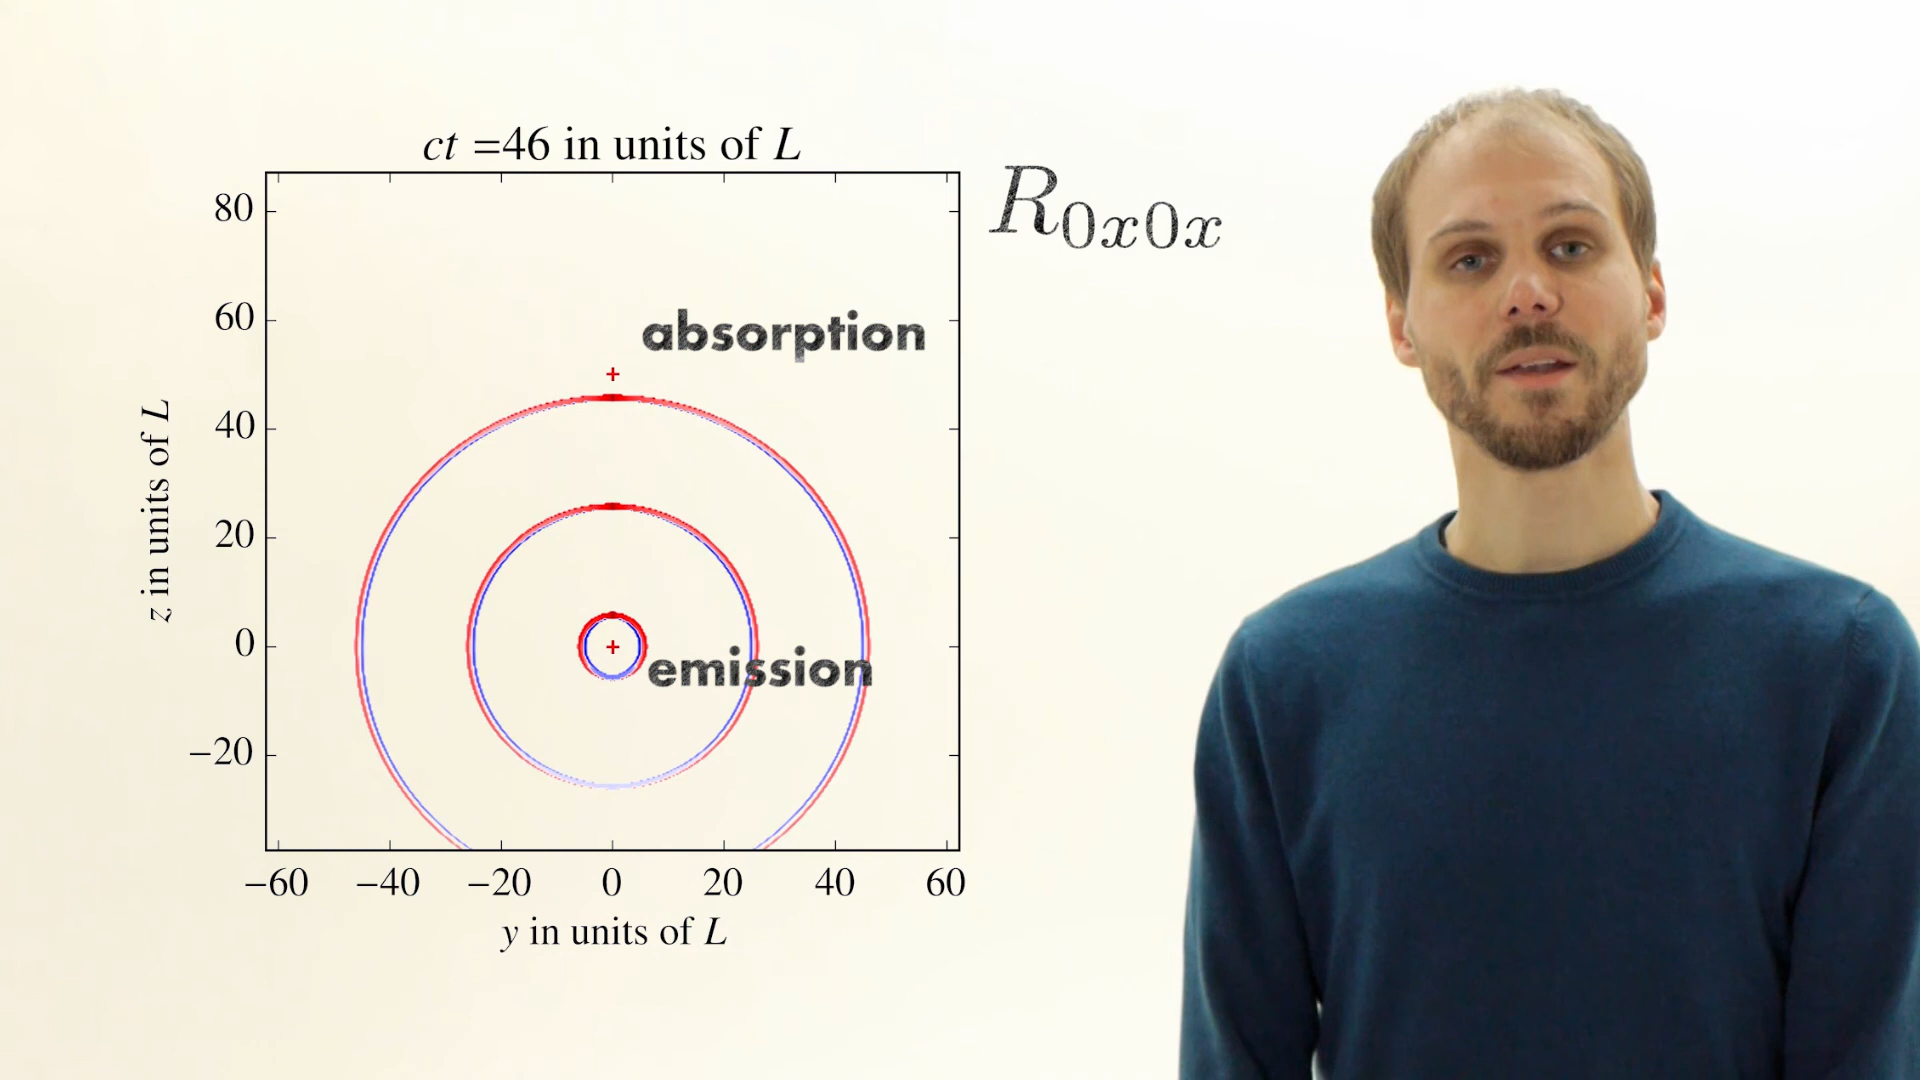 ct =46 in units of L
R0x0x
80
60
40
20
0
−20
z in units of L
absorption
emission
−60 −40 −20 0 20 40 60
y in units of L